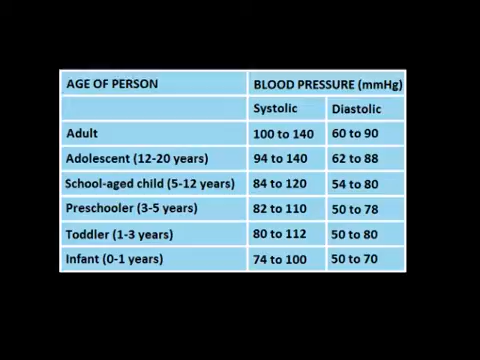 AGE OF PERSON BLOOD PRESSURE (mmHg)
Systolic Diastolic
Adult 100 to 140 60 to 90
Adolescent (12-20 years) 94 to 140 62 to 88
School-aged child (5-12 years) 84 to 120 54 to 80
Preschooler (3-5 years) 82 to 110 50 to 78
Toddler (1-3 years) 80 to 112 50 to 80
Infant (0-1 years) 74 to 100 50 to 70